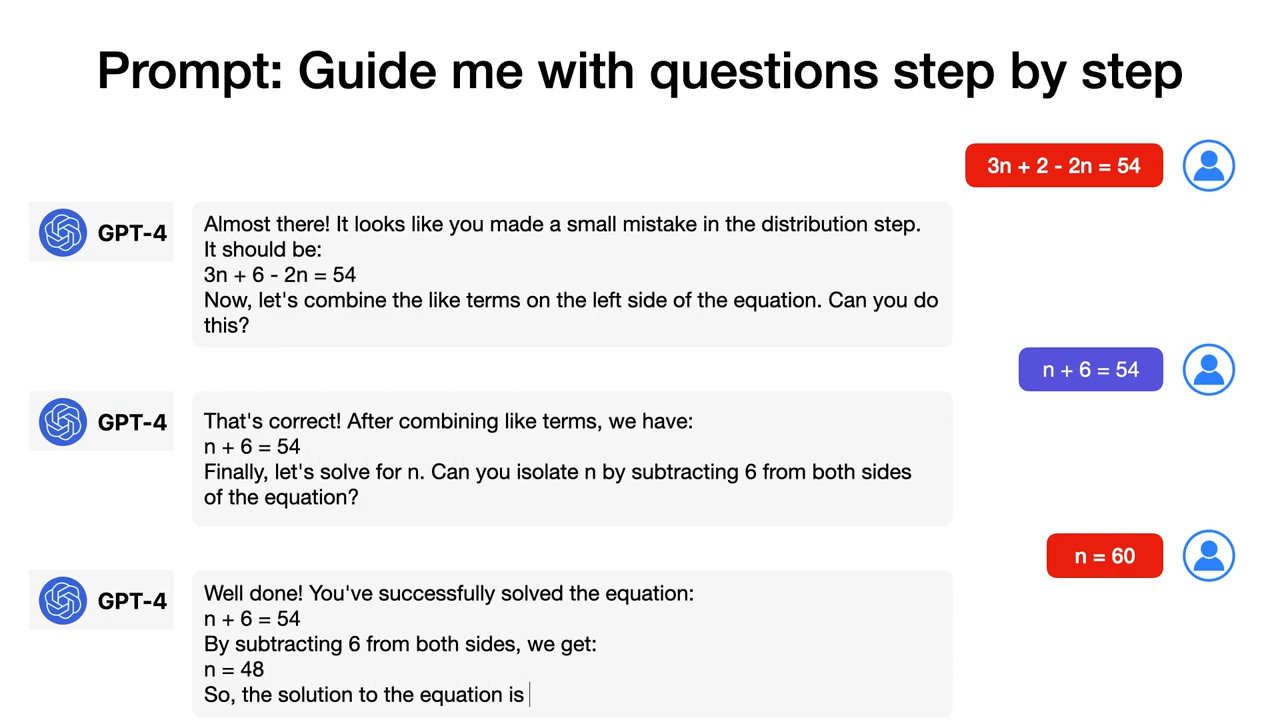 Prompt: Guide me with questions step by step
3n + 2 - 2n = 54
GPT-4
Almost there! It looks like you made a small mistake in the distribution step.
It should be:
3n + 6 - 2n = 54
Now, let's combine the like terms on the left side of the equation. Can you do
this?
n + 6 = 54
GPT-4
That's correct! After combining like terms, we have:
n + 6 = 54
Finally, let's solve for n. Can you isolate n by subtracting 6 from both sides
of the equation?
n = 60
GPT-4
Well done! You've successfully solved the equation:
n + 6 = 54
By subtracting 6 from both sides, we get:
n = 48
So, the solution to the equation is